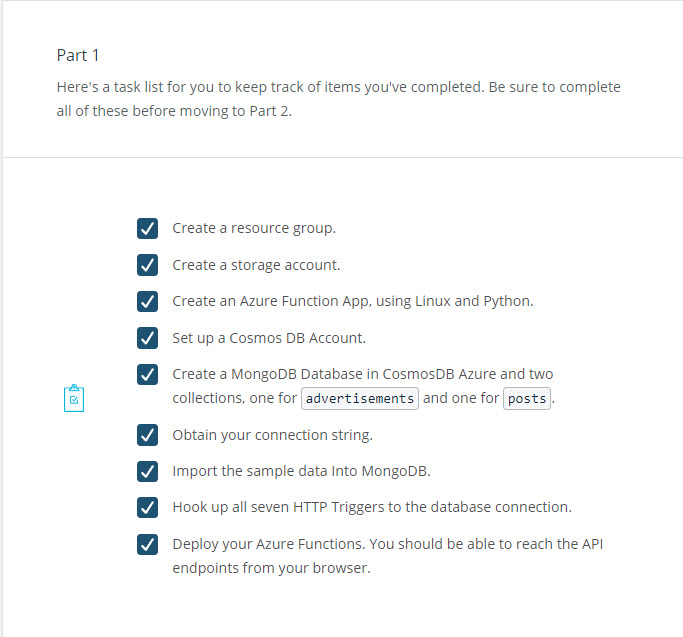 Part 1
Here's a task list for you to keep track of items you've completed. Be sure to complete
all of these before moving to Part 2.
Create a resource group.
Create a storage account.
Create an Azure Function App, using Linux and Python.
Set up a Cosmos DB Account.
Create a MongoDB Database in CosmosDB Azure and two
collections, one for advertisements and one for posts.
Obtain your connection string.
Import the sample data Into MongoDB.
Hook up all seven HTTP Triggers to the database connection.
Deploy your Azure Functions. You should be able to reach the API
endpoints from your browser.